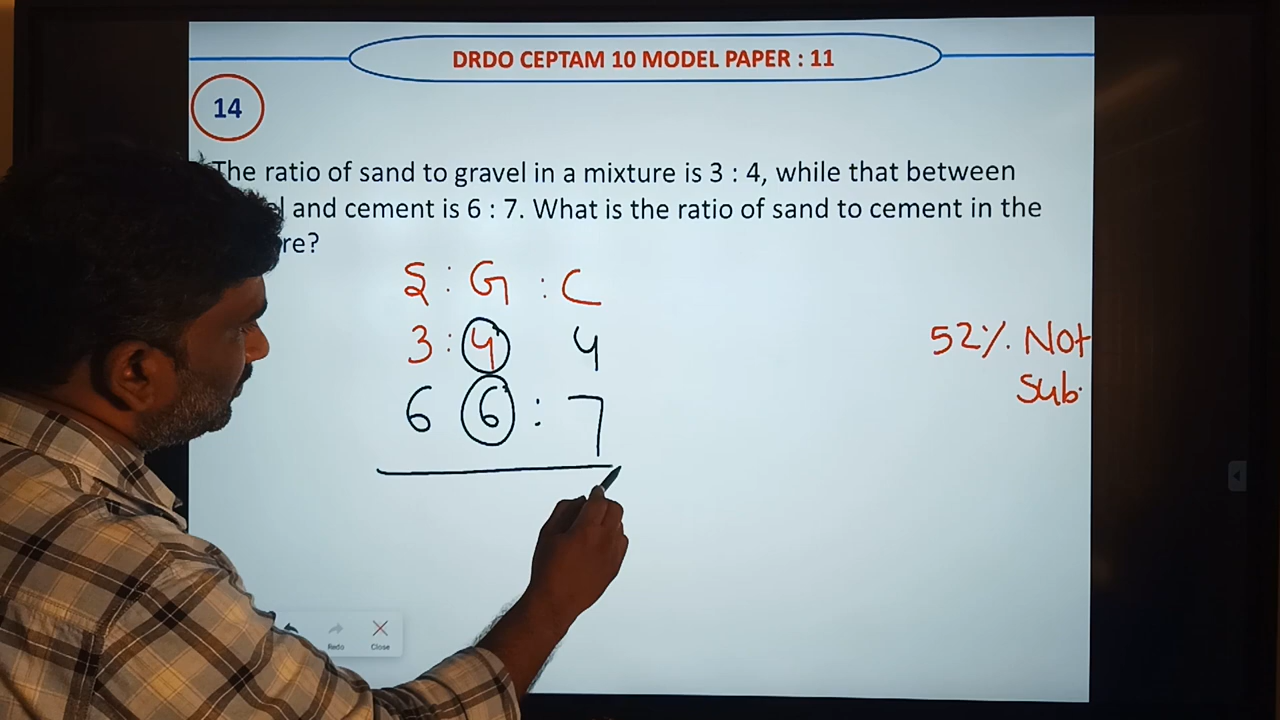 DRDO CEPTAM 10 MODEL PAPER : 11
14
The ratio of sand to gravel in a mixture is 3 : 4, while that between
and cement is 6 : 7. What is the ratio of sand to cement in the
S : G : C
3 : 4 4
6 6 : 7
52% Not
Sub.
Redo
Close